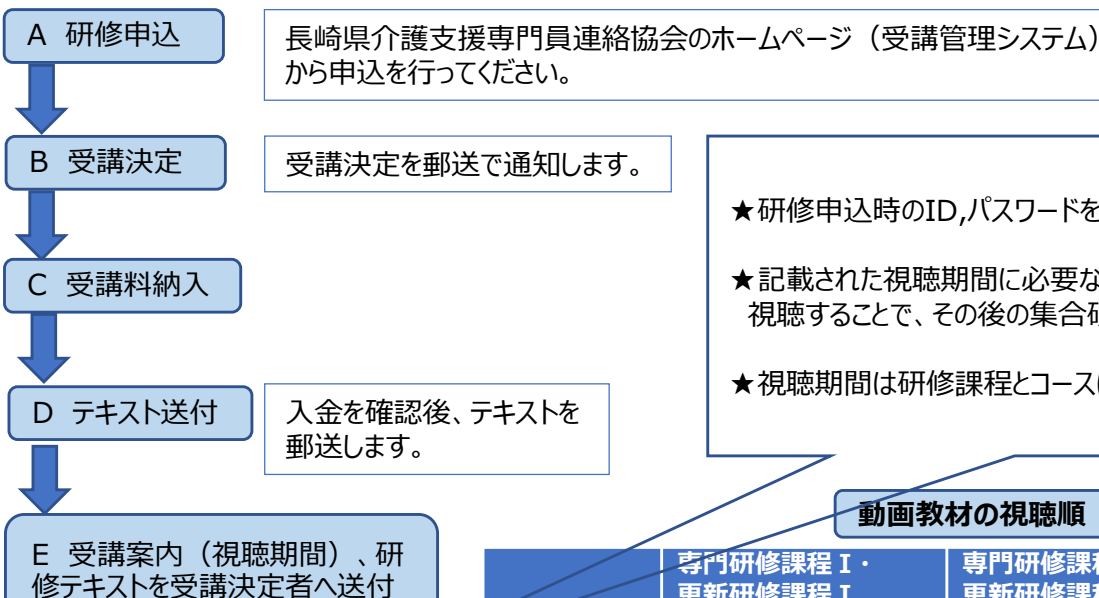 A 研修申込
長崎県介護支援専門員連絡協会のホームページ（受講管理システム）
から申込を行ってください。
B 受講決定
受講決定を郵送で通知します。
C 受講料納入
D テキスト送付
入金を確認後、テキストを
郵送します。
E 受講案内（視聴期間）、研
修テキストを受講決定者へ送付
★研修申込時のID,パスワードを
★記載された視聴期間に必要な
視聴することで、その後の集合
★視聴期間は研修課程とコース
動画教材の視聴順
専門研修課程Ⅰ・
更新研修課程Ⅰ
専門研修課程
更新研修課程